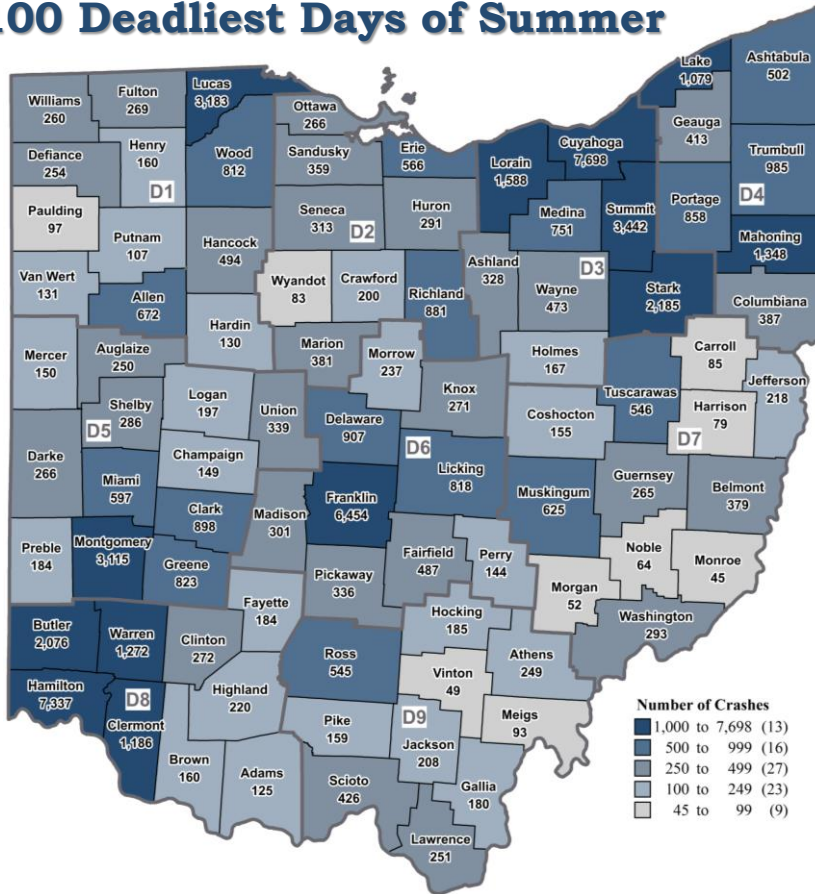 100 Deadliest Days of Summer
Williams
260
Fulton
269
Lucas
3,183
Ottawa
266
Lake
1,079
Ashtabula
502
Geauga
413
Defiance
254
Henry
160
D1
Wood
812
Sandusky
359
Erie
566
Lorain
1,588
Cuyahoga
7,698
Trumbull
985
D4
Paulding
97
Seneca
313
D2
Huron
291
Medina
751
Summit
3,442
Portage
858
Putnam
107
Hancock
494
Mahoning
1,348
Van Wert
131
Allen
672
Wyandot
83
Crawford
200
Richland
881
Ashland
328
D3
Wayne
473
Stark
2,185
Columbiana
387
Hardin
130
Mercer
150
Auglaize
250
Marion
381
Morrow
237
Holmes
167
Carroll
85
Jefferson
218
Logan
197
Knox
271
Tuscarawas
546
Harrison
79
D7
Shelby
286
D5
Union
339
Delaware
907
Coshocton
155
Darke
266
Champaign
149
D6
Licking
818
Miami
597
Guernsey
265
Belmont
379
Clark
898
Madison
301
Franklin
6,454
Muskingum
625
Preble
184
Montgomery
3,115
Greene
823
Fairfield
487
Perry
144
Noble
64
Monroe
45
Pickaway
336
Morgan
52
Fayette
184
Hocking
185
Washington
293
Butler
2,076
Warren
1,272
Clinton
272
Ross
545
Athens
249
Vinton
49
Hamilton
7,337
D8
Clermont
1,186
Highland
220
Meigs
93
Pike
159
D9
Jackson
208
Brown
160
Adams
125
Scioto
426
Gallia
180
Lawrence
251
Number of Crashes
1,000 to 7,698 (13)
500 to 999 (16)
250 to 499 (27)
100 to 249 (23)
45 to 99 (9)